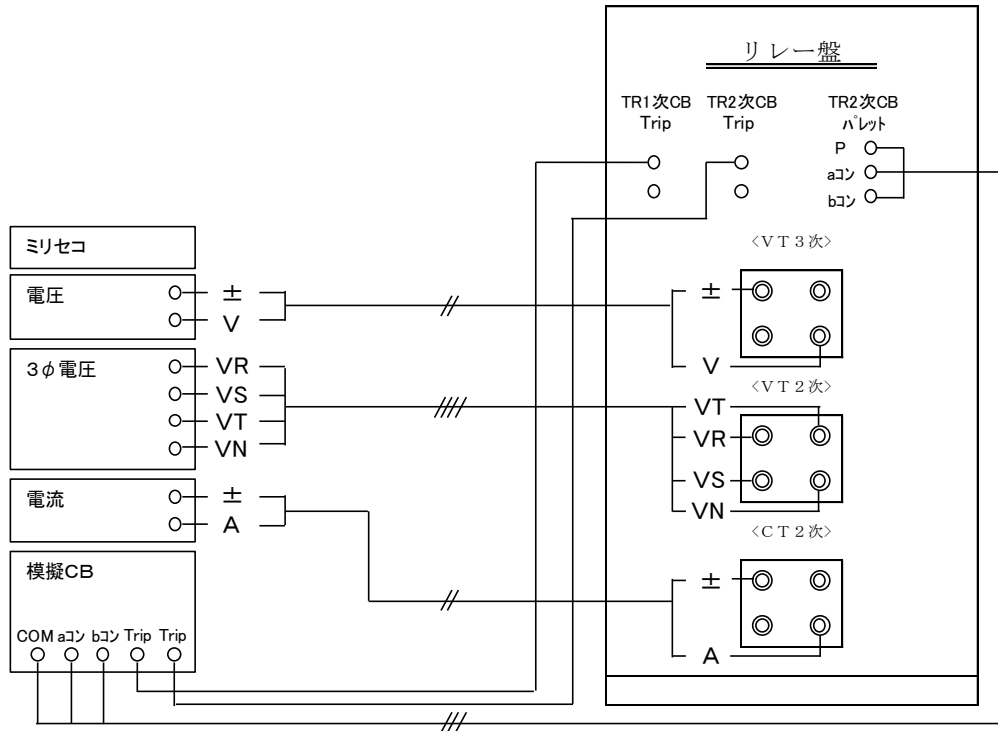 リレー盤
TR1次CB TR2次CB TR2次CB
Trip Trip パレット
P
aコン
bコン
ミリセコ
<VT3次>
電圧
±
V
±
V
3φ電圧
VR
VS
VT
VN
<VT2次>
VT
VR
VS
VN
電流
±
A
<CT2次>
±
A
模擬CB
COM aコン bコン Trip Trip